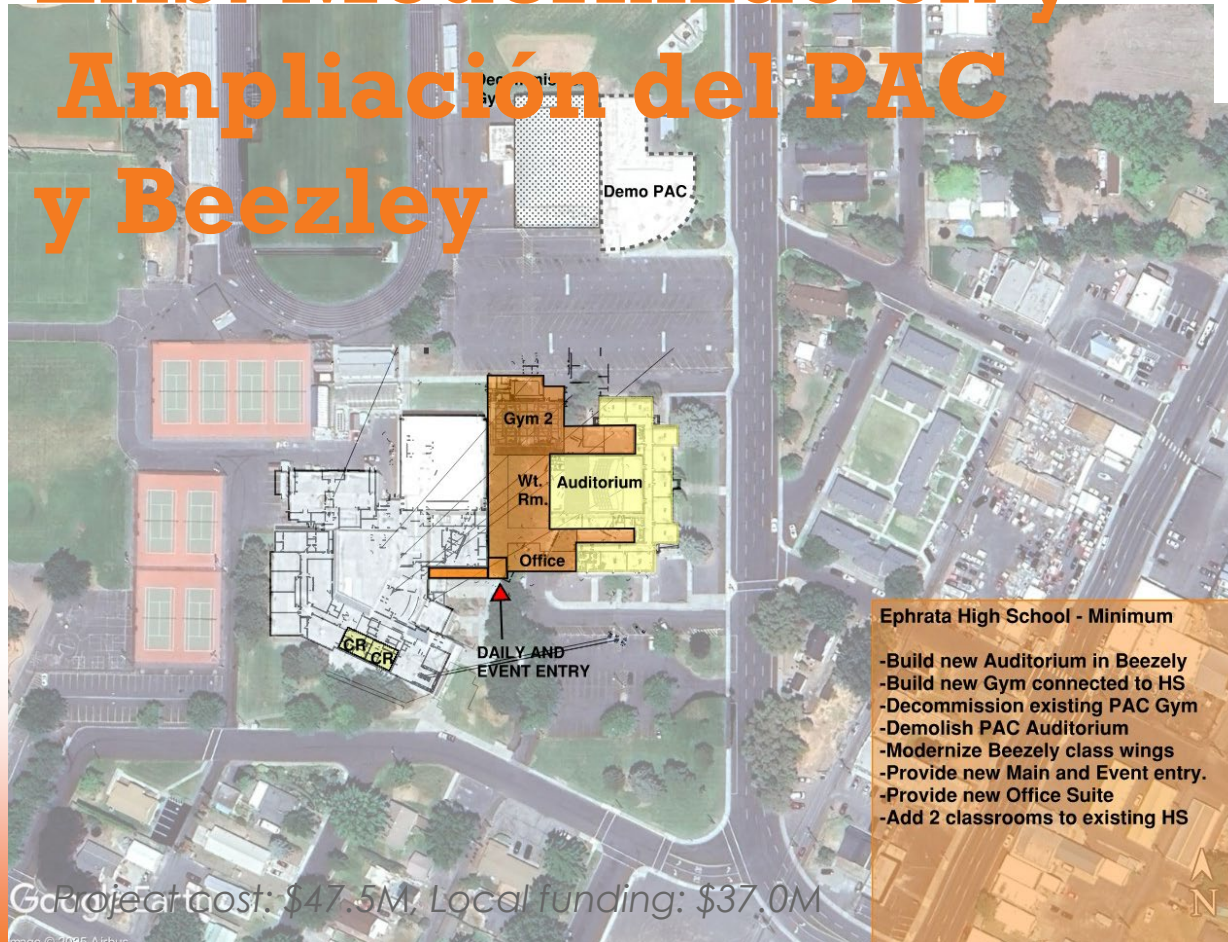 Ampliación del PAC
y Beezley
Demo PAC
Gym 2
Wt.
Rm.
Auditorium
Office
CR
CR
DAILY AND
EVENT ENTRY
Ephrata High School - Minimum
-Build new Auditorium in Beezely
-Build new Gym connected to HS
-Decommission existing PAC Gym
-Demolish PAC Auditorium
-Modernize Beezely class wings
-Provide new Main and Event entry.
-Provide new Office Suite
-Add 2 classrooms to existing HS
Project cost: $47.5M, Local funding: $37.0M
N